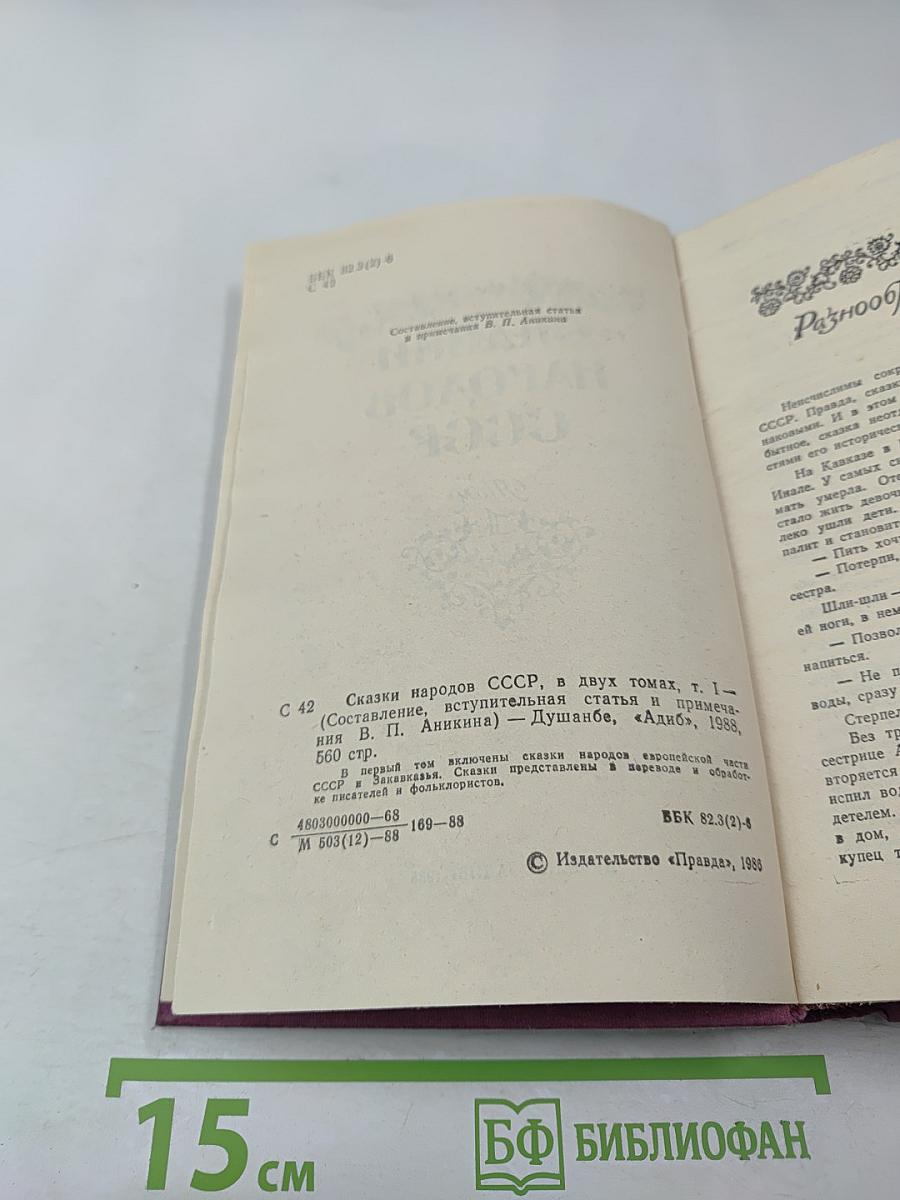 ББК 82.3(2)-6
С 42
Составление, вступительная статья
и примечания В. П. Аникина
С 42 Сказки народов СССР, в двух томах, т. I—
(Составление, вступительная статья и примеча-
ния В. П. Аникина) — Душанбе, «Адиб», 1988,
560 стр.
В первый том включены сказки народов европейской части
СССР и Закавказья. Сказки представлены в переводе и обработ-
ке писателей и фольклористов.
С 4803000000—68
М 503(12)—88
169—88
ББК 82.3(2)-6
© Издательство «Правда», 1986
Разнообр
Неисчислимы сокр
СССР. Правда, сказк
наковыми. И в этом
бытное, сказка неотд
стями его историческ
На Кавказе в
Инале. У самых
мать умерла. Оте
стало жить девоч
леко ушли дети.
палит и становит
— Пить хоч
— Потерпи,
сестра.
Шли-шли —
ей ноги, в нем
— Позвол
напиться.
— Не п
воды, сразу
Стерпел
Без тр
сестрице А
вторяется
испил вод
детелем.
в дом,
купец т
15 см
БФ БИБЛИОФАН